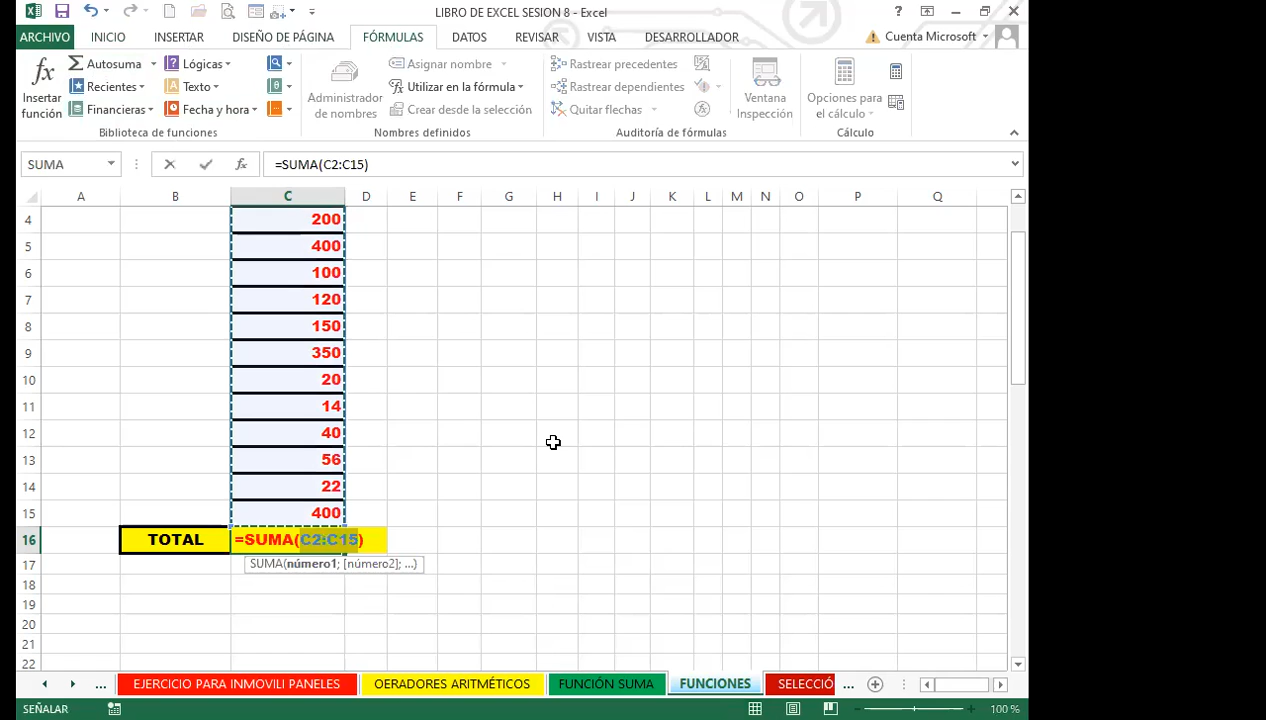 LIBRO DE EXCEL SESION 8 - Excel
ARCHIVO INICIO INSERTAR DISEÑO DE PÁGINA FÓRMULAS DATOS REVISAR VISTA DESARROLLADOR Cuenta Microsoft
Insertar función
Autosuma
Recientes
Financieras
Lógicas
Texto
Fecha y hora
Biblioteca de funciones
Administrador de nombres
Asignar nombre
Utilizar en la fórmula
Crear desde la selección
Nombres definidos
Rastrear precedentes
Rastrear dependientes
Quitar flechas
Auditoría de fórmulas
Ventana Inspección
Opciones para el cálculo
Cálculo
SUMA
=SUMA(C2:C15)
A B C D E F G H I J K L M N O P Q
4 200
5 400
6 100
7 120
8 150
9 350
10 20
11 14
12 40
13 56
14 22
15 400
16 TOTAL =SUMA(C2:C15)
17 SUMA(número1; [número2]; ...)
18
19
20
21
22
... EJERCICIO PARA INMOVILI PANELES OERADORES ARITMÉTICOS FUNCIÓN SUMA FUNCIONES SELECCIÓ ...
SEÑALAR 100 %